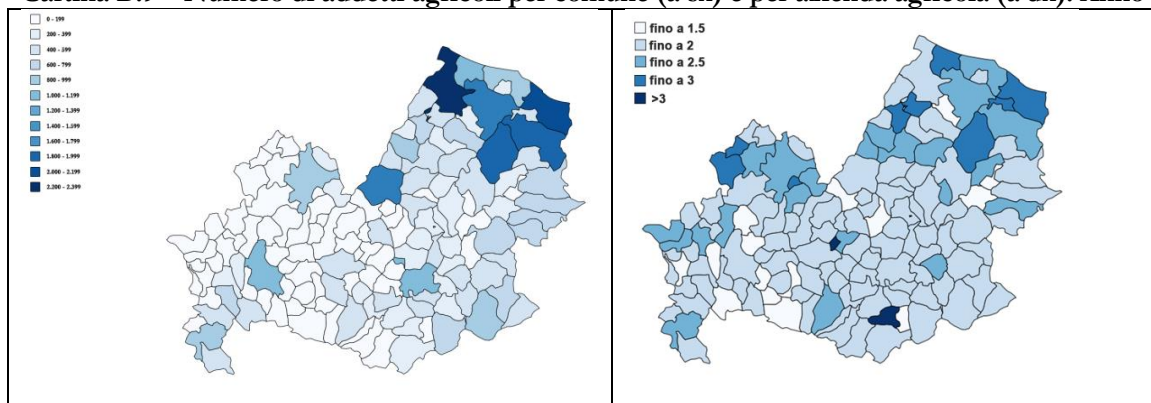 Cartina – Numero di addetti agricoli per comune (a sx) e per azienda agricola (a dx). Anno
0 - 199
200 - 399
400 - 599
600 - 799
800 - 999
1.000 - 1.199
1.200 - 1.399
1.400 - 1.599
1.600 - 1.799
1.800 - 1.999
2.000 - 2.199
2.200 - 2.399
fino a 1.5
fino a 2
fino a 2.5
fino a 3
>3